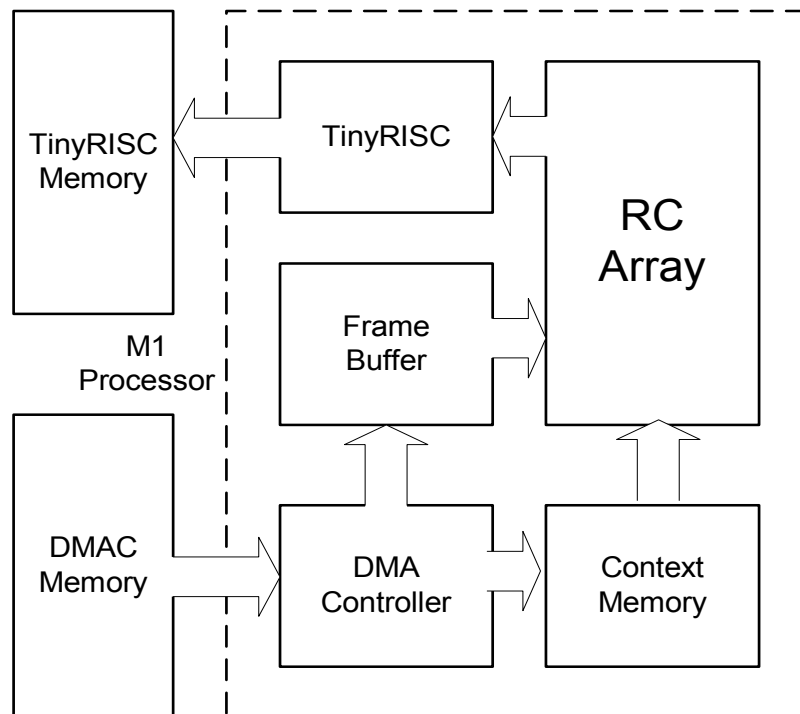 TinyRISC
Memory
TinyRISC
RC
Array
Frame
Buffer
M1
Processor
DMAC
Memory
DMA
Controller
Context
Memory